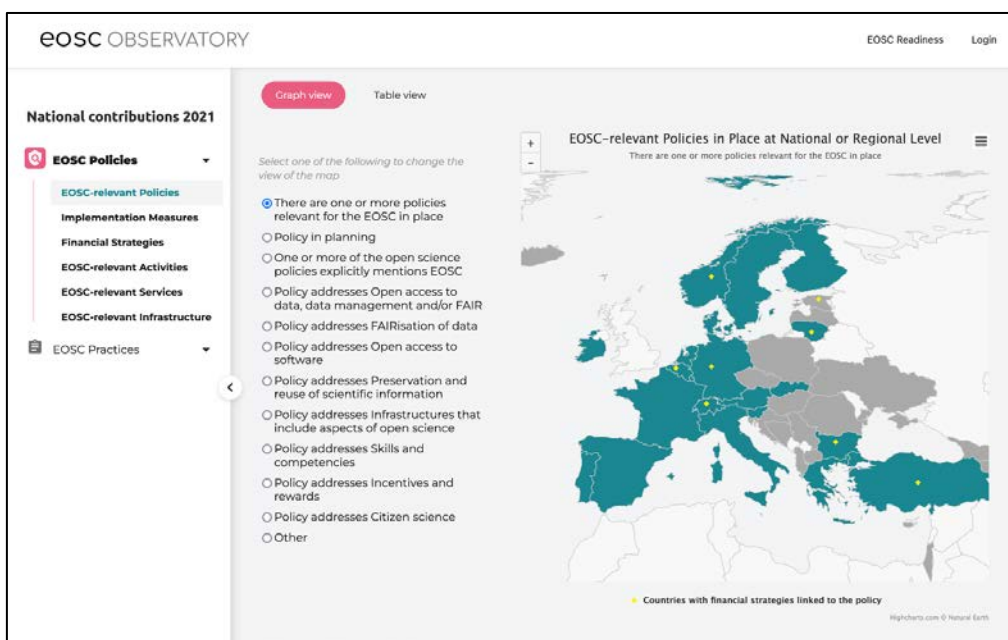 eosc OBSERVATORY
EOSC Readiness
Login
National contributions 2021
EOSC Policies
EOSC-relevant Policies
Implementation Measures
Financial Strategies
EOSC-relevant Activities
EOSC-relevant Services
EOSC-relevant Infrastructure
EOSC Practices
Graph view
Table view
Select one of the following to change the
view of the map
There are one or more policies
relevant for the EOSC in place
Policy in planning
One or more of the open science
policies explicitly mentions EOSC
Policy addresses Open access to
data, data management and/or FAIR
Policy addresses FAIRisation of data
Policy addresses Open access to
software
Policy addresses Preservation and
reuse of scientific information
Policy addresses Infrastructures that
include aspects of open science
Policy addresses Skills and
competencies
Policy addresses Incentives and
rewards
Policy addresses Citizen science
Other
+
-
EOSC-relevant Policies in Place at National or Regional Level
There are one or more policies relevant for the EOSC in place
Countries with financial strategies linked to the policy
Highcharts.com © Natural Earth